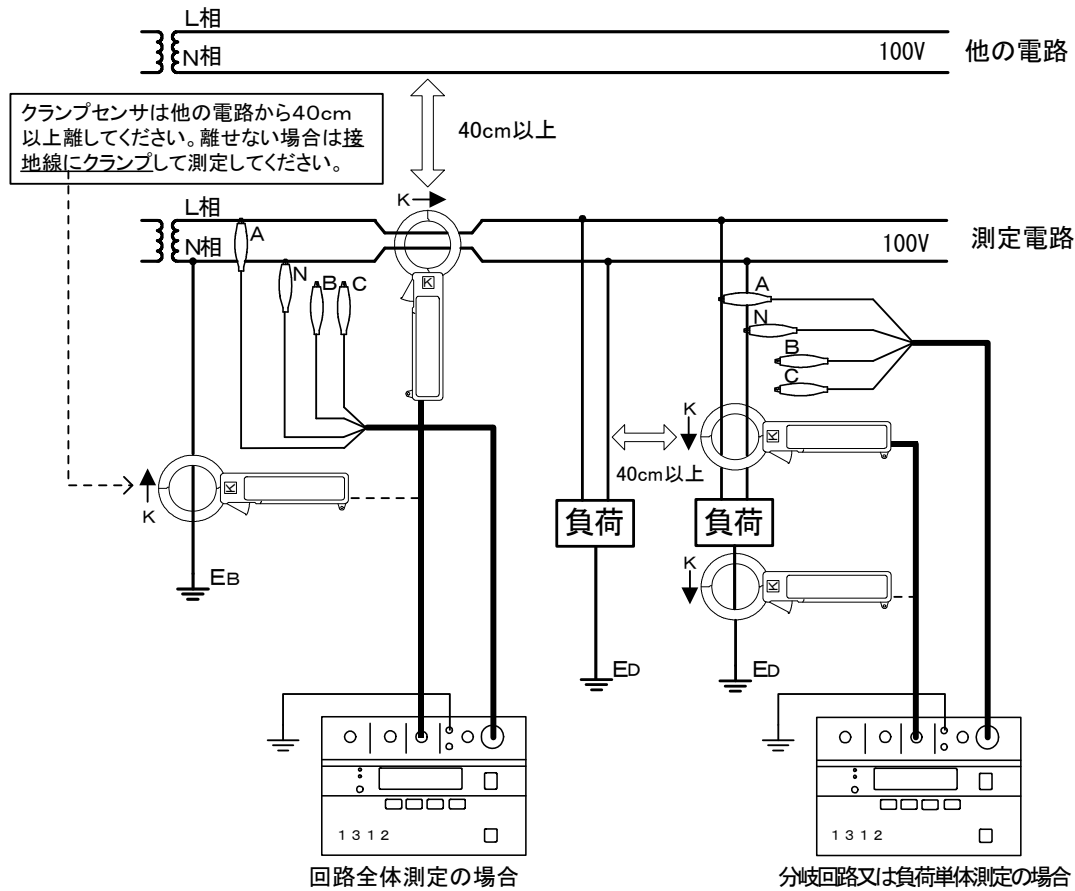 L相
N相
100V
他の電路
クランプセンサは他の電路から40cm
以上離してください。離せない場合は接
地線にクランプして測定してください。
40cm以上
K
L相
N相
A
N
B
C
K
100V
測定電路
A
N
B
C
K
K
40cm以上
K
K
負荷
負荷
K
K
EB
ED
ED
1312
1312
回路全体測定の場合
分岐回路又は負荷単体測定の場合